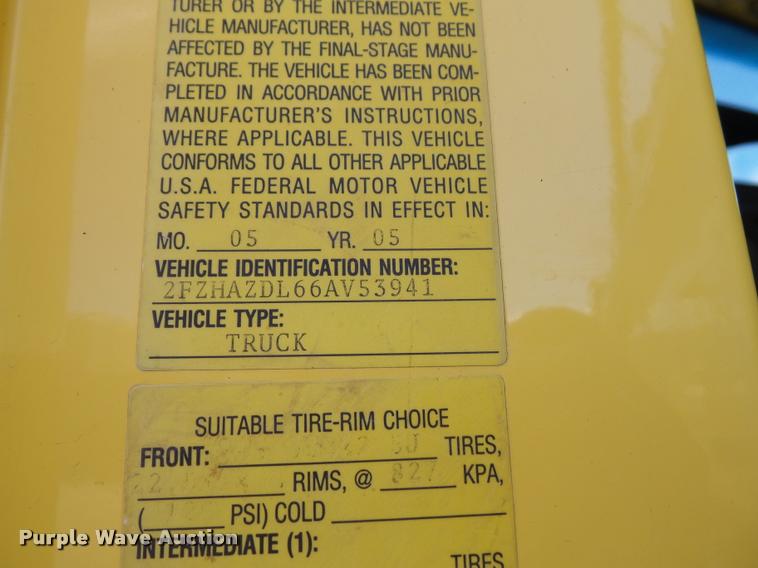 TURER OR BY THE INTERMEDIATE VE-
HICLE MANUFACTURER, HAS NOT BEEN
AFFECTED BY THE FINAL-STAGE MANU-
FACTURE. THE VEHICLE HAS BEEN COM-
PLETED IN ACCORDANCE WITH PRIOR
MANUFACTURER'S INSTRUCTIONS,
WHERE APPLICABLE. THIS VEHICLE
CONFORMS TO ALL OTHER APPLICABLE
U.S.A. FEDERAL MOTOR VEHICLE
SAFETY STANDARDS IN EFFECT IN:
MO. 05 YR. 05
VEHICLE IDENTIFICATION NUMBER:
2FZHAZDL66AV53941
VEHICLE TYPE:
TRUCK
SUITABLE TIRE-RIM CHOICE
FRONT: TIRES,
RIMS, @ 827 KPA,
( PSI) COLD
INTERMEDIATE (1):
TIRES
Purple Wave Auction